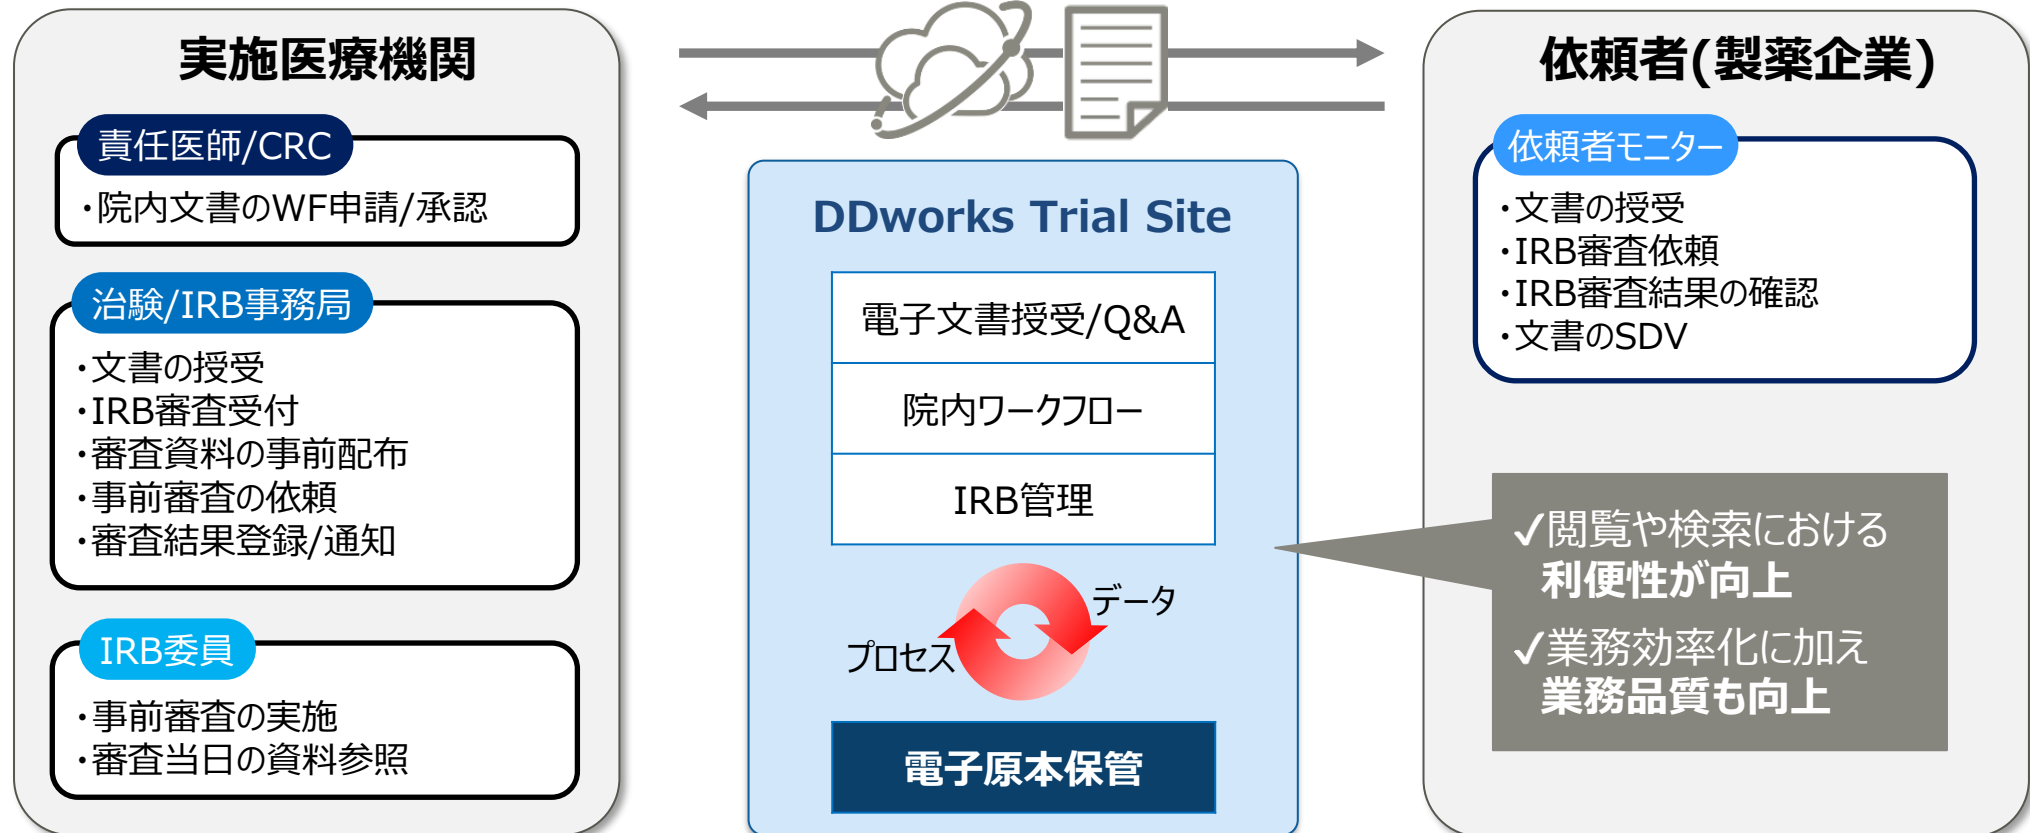 実施医療機関
責任医師/CRC
・院内文書のWF申請/承認
治験/IRB事務局
・文書の授受
・IRB審査受付
・審査資料の事前配布
・事前審査の依頼
・審査結果登録/通知
IRB委員
・事前審査の実施
・審査当日の資料参照
DDworks Trial Site
電子文書授受/Q&A
院内ワークフロー
IRB管理
データ
プロセス
電子原本保管
依頼者(製薬企業)
依頼者モニター
・文書の授受
・IRB審査依頼
・IRB審査結果の確認
・文書のSDV
✓閲覧や検索における
利便性が向上
✓業務効率化に加え
業務品質も向上